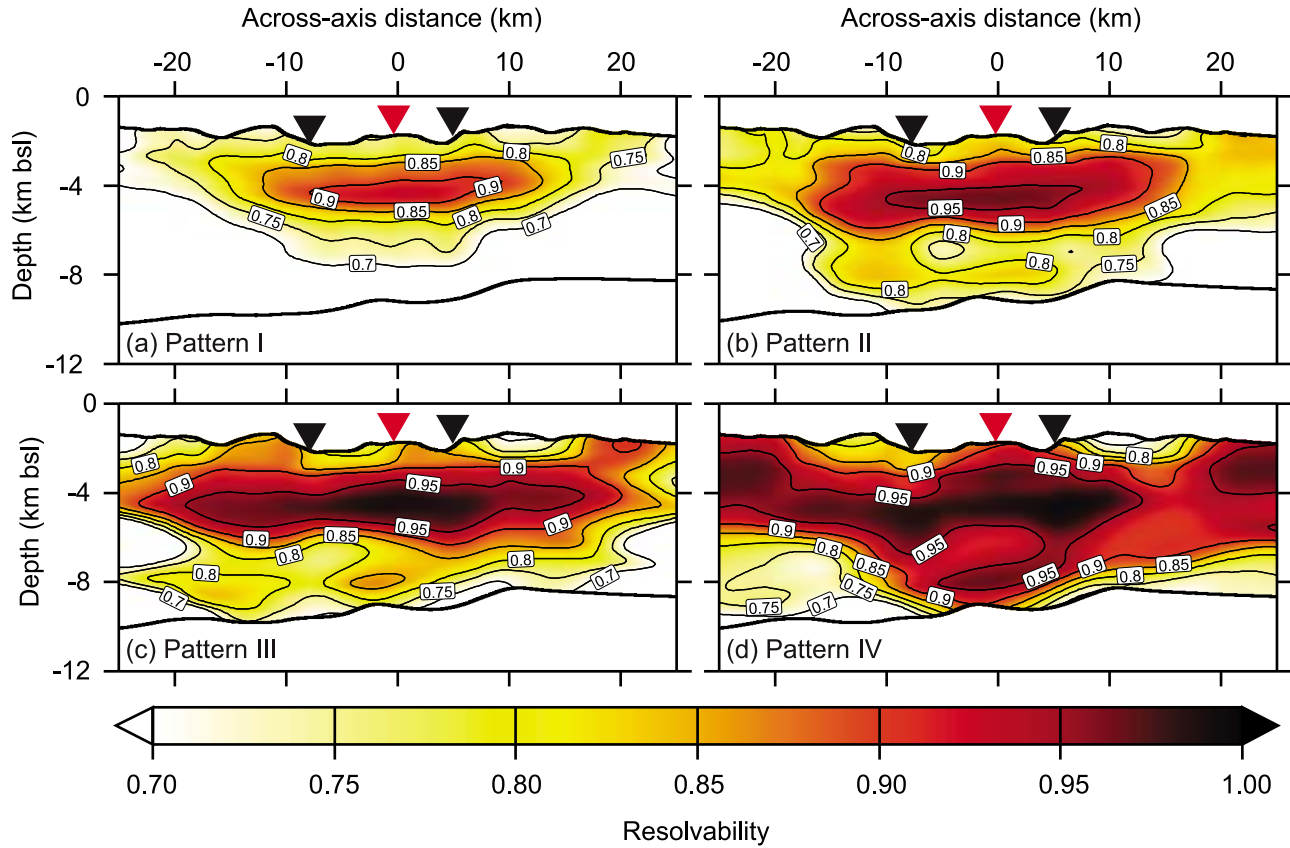 Across-axis distance (km) Across-axis distance (km)
-20 -10 0 10 20 -20 -10 0 10 20
0
-4
-8
-12
Depth (km bsl)
0.8 0.85 0.8 0.75
0.9 0.9
0.75 0.85 0.8 0.7
0.7
(a) Pattern I
0.8 0.9 0.85 0.8
0.95 0.9 0.85
0.7 0.8 0.8 0.8 0.75
0.8
(b) Pattern II
0
-4
-8
-12
Depth (km bsl)
0.8 0.9 0.95 0.9
0.9 0.8 0.85 0.95 0.9
0.8 0.75 0.8 0.7
0.7
(c) Pattern III
0.95 0.9 0.95 0.9 0.8
0.9 0.8 0.85 0.95
0.75 0.7 0.75 0.9 0.95 0.9 0.8 0.85
(d) Pattern IV
0.70 0.75 0.80 0.85 0.90 0.95 1.00
Resolvability